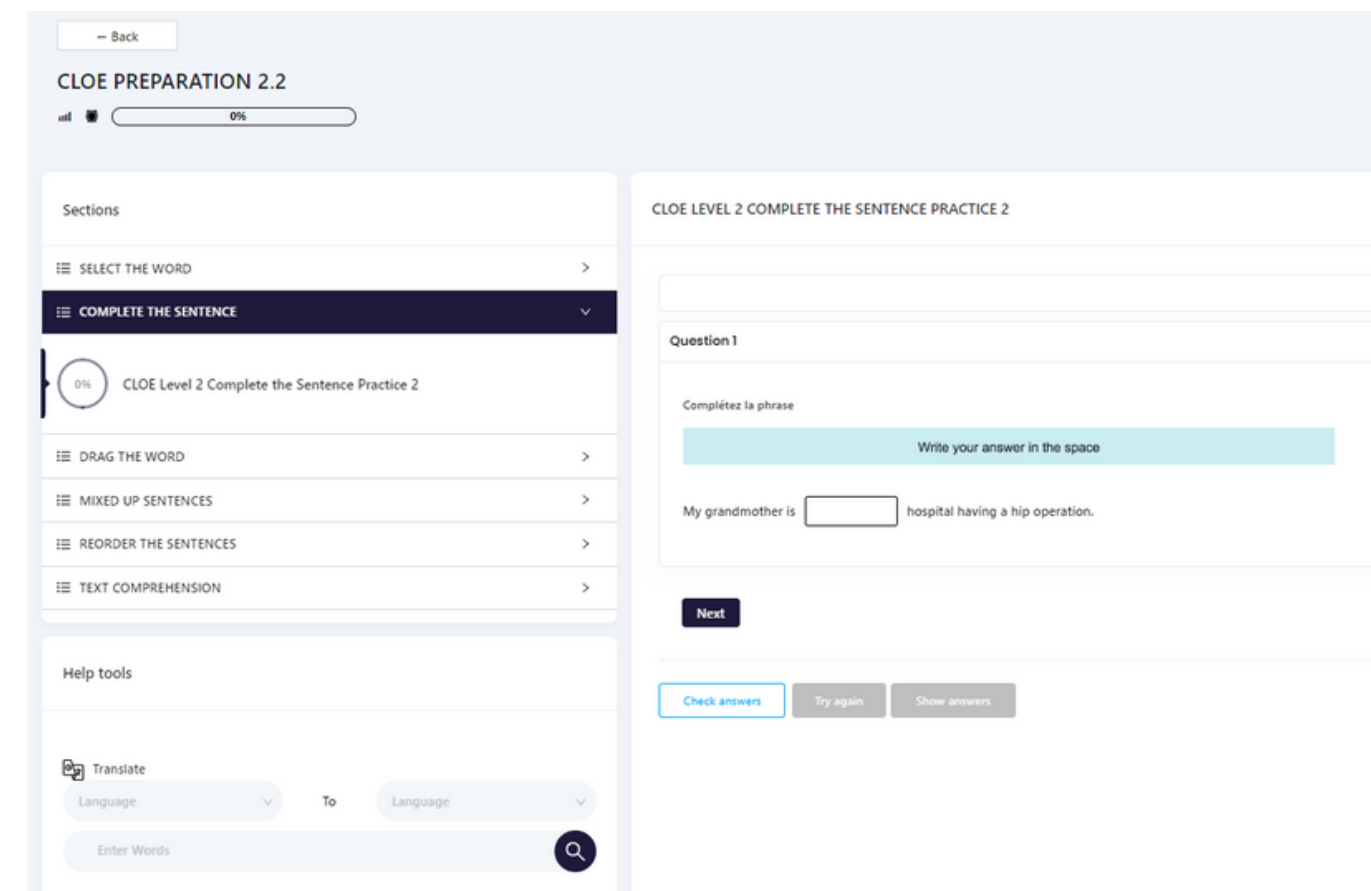 ← Back
CLOE PREPARATION 2.2
0%
Sections
SELECT THE WORD >
COMPLETE THE SENTENCE
0% CLOE Level 2 Complete the Sentence Practice 2
DRAG THE WORD >
MIXED UP SENTENCES >
REORDER THE SENTENCES >
TEXT COMPREHENSION >
Help tools
Translate
Language To Language
Enter Words
CLOE LEVEL 2 COMPLETE THE SENTENCE PRACTICE 2
Question 1
Complétez la phrase
Write your answer in the space
My grandmother is hospital having a hip operation.
Next
Check answers Try again Show answers